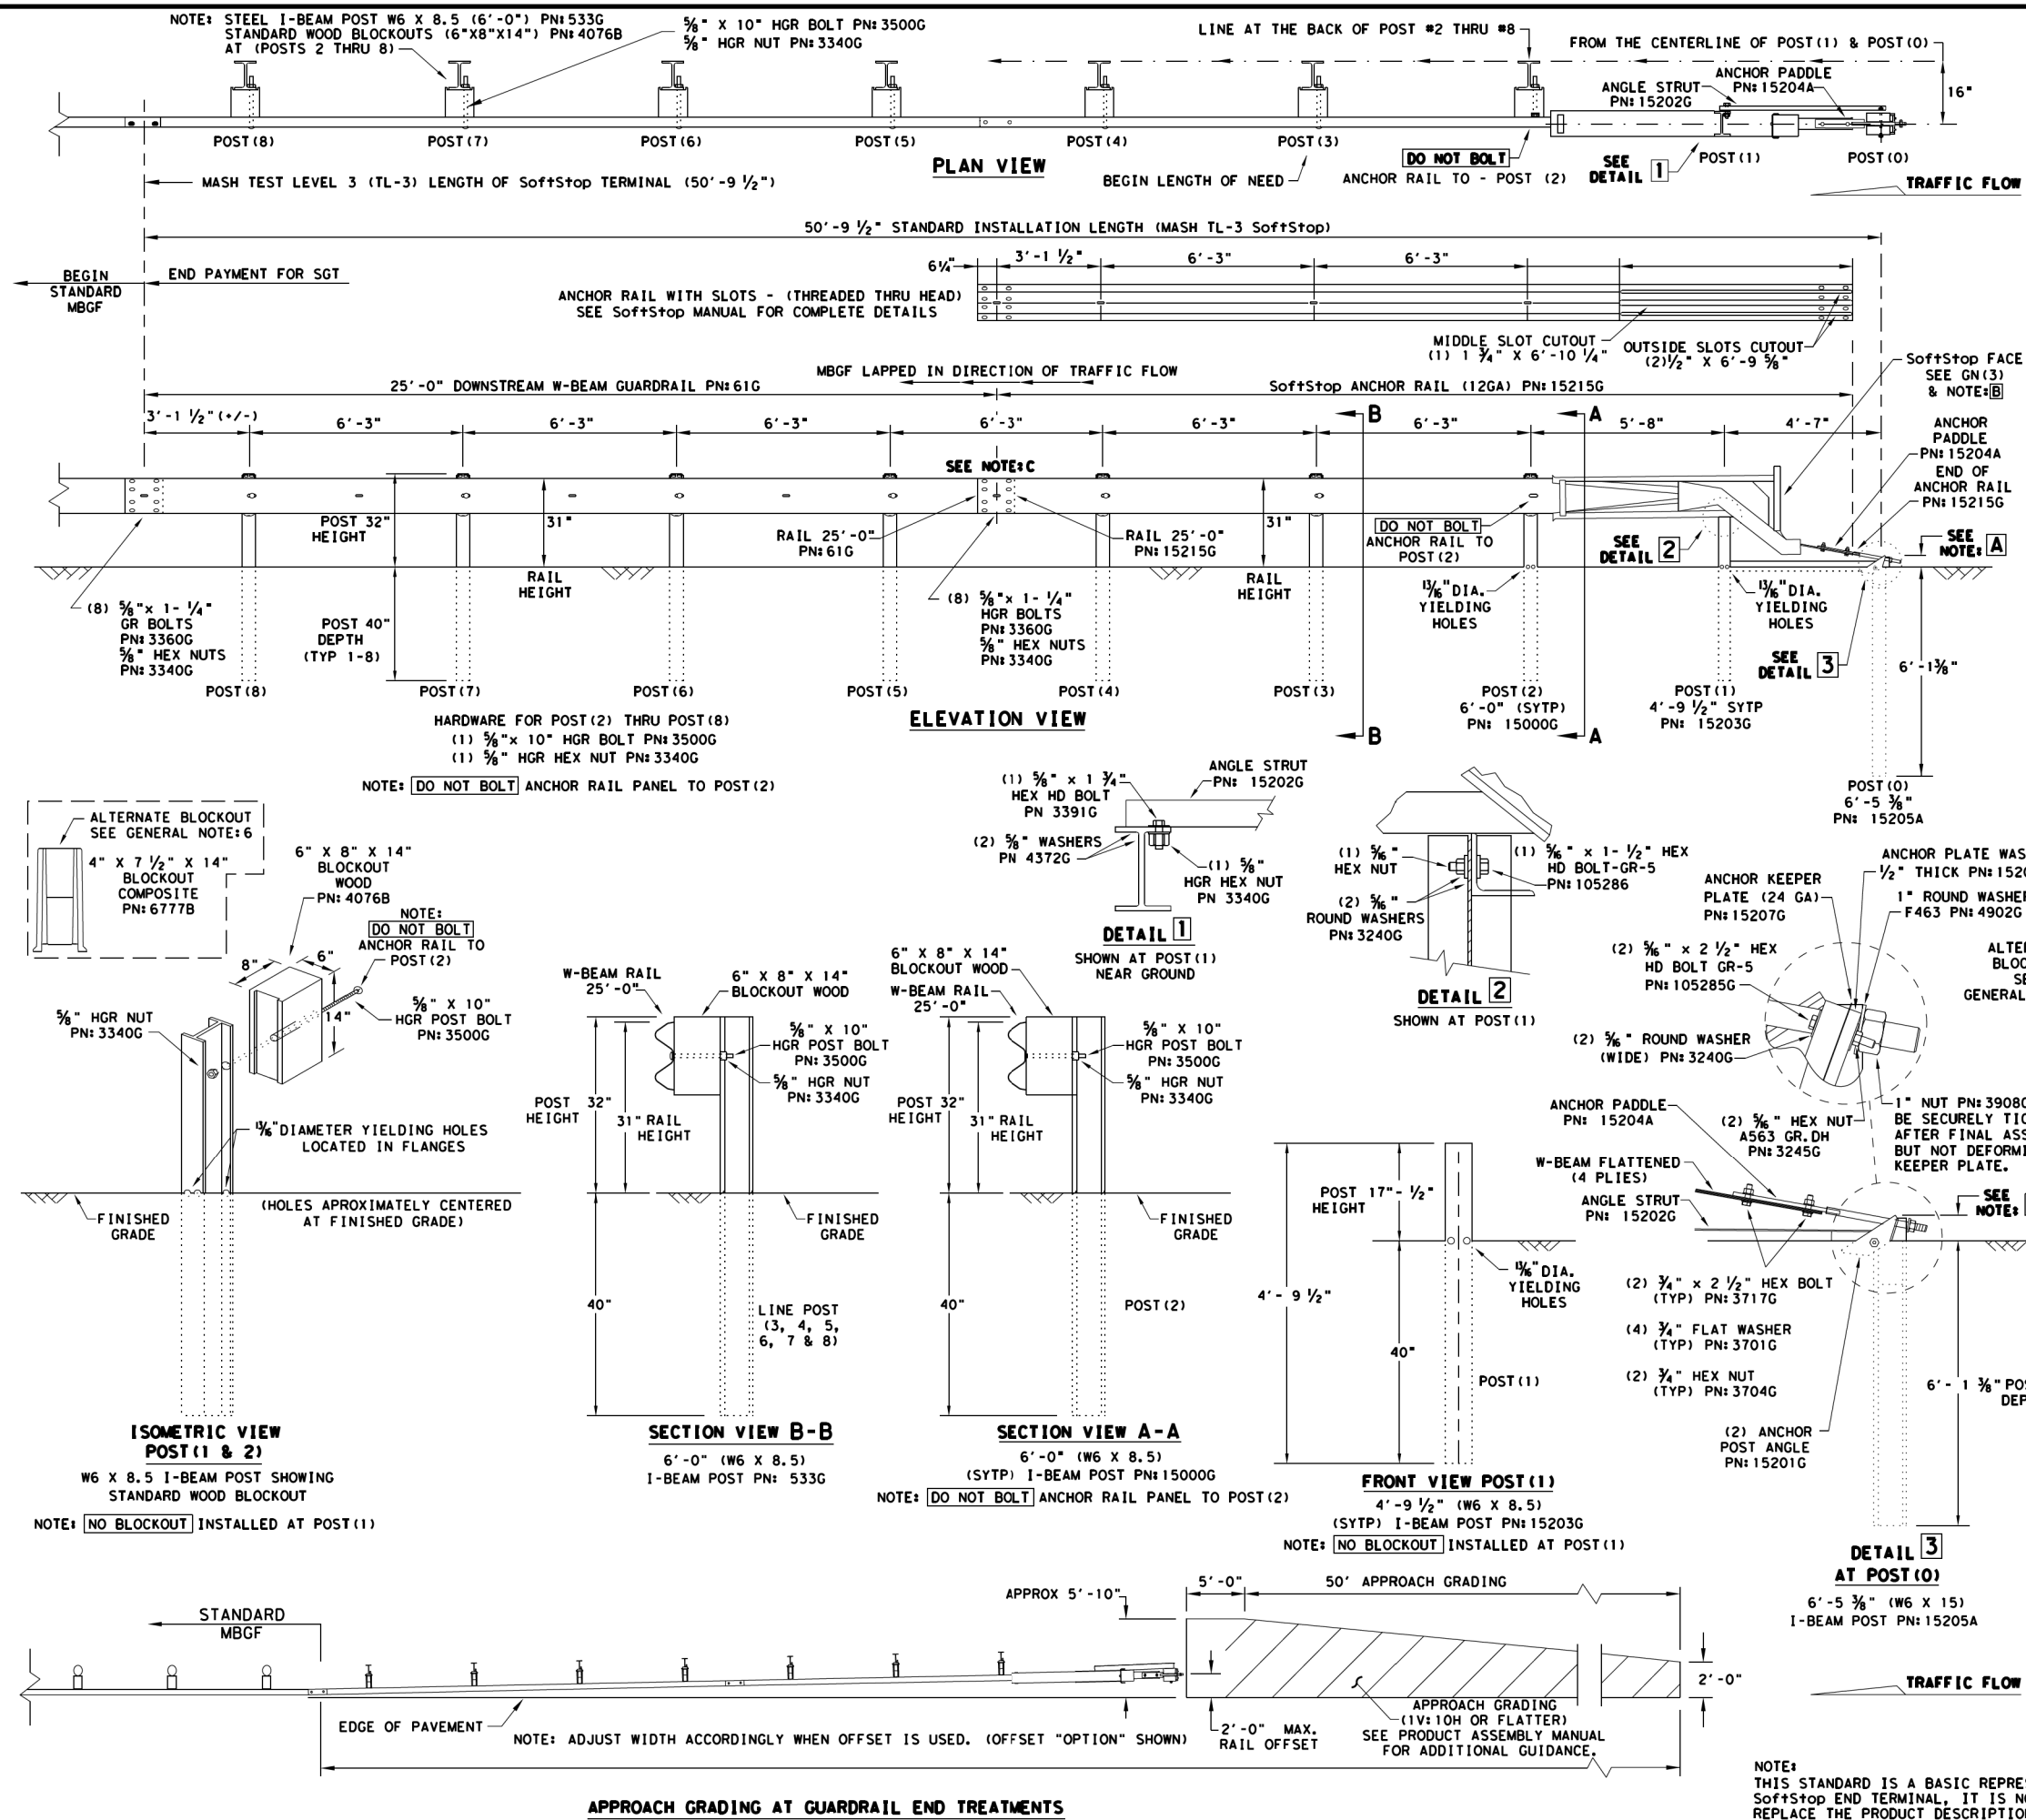 NOTE: STEEL I-BEAM POST W6 X 8.5 (6'-0") PN:533G
STANDARD WOOD BLOCKOUTS (6"X8"X14") PN:4076B
AT (POSTS 2 THRU 8)
5/8" X 10" HGR BOLT PN:3500G
5/8" HGR NUT PN:3340G
LINE AT THE BACK OF POST #2 THRU #8
FROM THE CENTERLINE OF POST(1) & POST(0)
ANCHOR PADDLE
PN:15204A
ANGLE STRUT
PN:15202G
16"
POST(8)
POST(7)
POST(6)
POST(5)
POST(4)
POST(3)
POST(1)
POST(0)
PLAN VIEW
DO NOT BOLT
ANCHOR RAIL TO - POST (2)
SEE
DETAIL 1
BEGIN LENGTH OF NEED
MASH TEST LEVEL 3 (TL-3) LENGTH OF SoftStop TERMINAL (50'-9 1/2")
TRAFFIC FLOW
50'-9 1/2" STANDARD INSTALLATION LENGTH (MASH TL-3 SoftStop)
BEGIN
STANDARD
MBGF
END PAYMENT FOR SGT
6 1/4"
3'-1 1/2"
6'-3"
6'-3"
ANCHOR RAIL WITH SLOTS - (THREADED THRU HEAD)
SEE SoftStop MANUAL FOR COMPLETE DETAILS
MIDDLE SLOT CUTOUT
(1) 1 3/4" X 6'-10 1/4"
OUTSIDE SLOTS CUTOUT
(2)1/2" X 6'-9 5/8"
SoftStop FACE
SEE GN(3)
& NOTE:B
MBGF LAPPED IN DIRECTION OF TRAFFIC FLOW
25'-0" DOWNSTREAM W-BEAM GUARDRAIL PN:61G
SoftStop ANCHOR RAIL (12GA) PN:15215G
3'-1 1/2"(+/-)
6'-3"
6'-3"
6'-3"
6'-3"
6'-3"
6'-3"
5'-8"
4'-7"
B
A
ANCHOR
PADDLE
PN:15204A
END OF
ANCHOR RAIL
PN:15215G
SEE NOTE:C
POST 32"
HEIGHT
31"
RAIL
HEIGHT
RAIL 25'-0"
PN:61G
RAIL 25'-0"
PN:15215G
31"
RAIL
HEIGHT
DO NOT BOLT
ANCHOR RAIL TO
POST(2)
SEE
DETAIL 2
SEE
NOTE: A
(8) 5/8"x 1- 1/4"
GR BOLTS
PN:3360G
5/8" HEX NUTS
PN:3340G
POST 40"
DEPTH
(TYP 1-8)
(8) 5/8"x 1- 1/4"
HGR BOLTS
PN:3360G
5/8" HEX NUTS
PN:3340G
13/16"DIA.
YIELDING
HOLES
13/16"DIA.
YIELDING
HOLES
SEE
DETAIL 3
6'-1 3/8"
POST(8)
POST(7)
POST(6)
POST(5)
POST(4)
POST(3)
POST(2)
6'-0" (SYTP)
PN: 15000G
POST(1)
4'-9 1/2" SYTP
PN: 15203G
ELEVATION VIEW
B
A
HARDWARE FOR POST(2) THRU POST(8)
(1) 5/8"x 10" HGR BOLT PN:3500G
(1) 5/8" HGR HEX NUT PN:3340G
NOTE: DO NOT BOLT ANCHOR RAIL PANEL TO POST(2)
POST(0)
6'-5 3/8"
PN: 15205A
ALTERNATE BLOCKOUT
SEE GENERAL NOTE:6
4" X 7 1/2" X 14"
BLOCKOUT
COMPOSITE
PN:6777B
6" X 8" X 14"
BLOCKOUT
WOOD
PN:4076B
NOTE:
DO NOT BOLT
ANCHOR RAIL TO
POST(2)
8"
6"
14"
5/8" X 10"
HGR POST BOLT
PN:3500G
5/8" HGR NUT
PN:3340G
13/16"DIAMETER YIELDING HOLES
LOCATED IN FLANGES
(HOLES APROXIMATELY CENTERED
AT FINISHED GRADE)
FINISHED
GRADE
ISOMETRIC VIEW
POST(1 & 2)
W6 X 8.5 I-BEAM POST SHOWING
STANDARD WOOD BLOCKOUT
NOTE: NO BLOCKOUT INSTALLED AT POST(1)
W-BEAM RAIL
25'-0"
6" X 8" X 14"
BLOCKOUT WOOD
5/8" X 10"
HGR POST BOLT
PN:3500G
5/8" HGR NUT
PN:3340G
POST 32"
HEIGHT
31" RAIL
HEIGHT
FINISHED
GRADE
40"
LINE POST
(3, 4, 5,
6, 7 & 8)
SECTION VIEW B-B
6'-0" (W6 X 8.5)
I-BEAM POST PN: 533G
6" X 8" X 14"
BLOCKOUT WOOD
W-BEAM RAIL
25'-0"
5/8" X 10"
HGR POST BOLT
PN:3500G
5/8" HGR NUT
PN:3340G
POST 32"
HEIGHT
31" RAIL
HEIGHT
FINISHED
GRADE
40"
POST(2)
SECTION VIEW A-A
6'-0" (W6 X 8.5)
(SYTP) I-BEAM POST PN:15000G
NOTE: DO NOT BOLT ANCHOR RAIL PANEL TO POST(2)
(1) 5/8" x 1 3/4"
HEX HD BOLT
PN 3391G
ANGLE STRUT
PN: 15202G
(2) 5/8" WASHERS
PN 4372G
(1) 5/8"
HGR HEX NUT
PN 3340G
DETAIL 1
SHOWN AT POST(1)
NEAR GROUND
(1) 5/16"
HEX NUT
(1) 5/16" x 1- 1/2" HEX
HD BOLT-GR-5
PN:105286
(2) 5/16"
ROUND WASHERS
PN:3240G
DETAIL 2
SHOWN AT POST(1)
ANCHOR PLATE
1/2" THICK
ANCHOR KEEPER
PLATE (24 GA)
PN:15207G
1" ROUND
F463 PN:4902G
(2) 5/16" x 2 1/2" HEX
HD BOLT GR-5
PN:105285G
GENERAL
(2) 5/16" ROUND WASHER
(WIDE) PN:3240G
(2) 5/16" HEX NUT
A563 GR.DH
PN:3245G
1" NUT
BE SECURELY
AFTER FINAL
BUT NOT
KEEPER PLATE.
ANCHOR PADDLE
PN: 15204A
W-BEAM FLATTENED
(4 PLIES)
ANGLE STRUT
PN: 15202G
SEE
NOTE:
POST 17"- 1/2"
HEIGHT
13/16"DIA.
YIELDING
HOLES
4'- 9 1/2"
40"
POST(1)
FRONT VIEW POST(1)
4'-9 1/2" (W6 X 8.5)
(SYTP) I-BEAM POST PN:15203G
NOTE: NO BLOCKOUT INSTALLED AT POST(1)
(2) 3/4" x 2 1/2" HEX BOLT
(TYP) PN:3717G
(4) 3/4" FLAT WASHER
(TYP) PN:3701G
(2) 3/4" HEX NUT
(TYP) PN:3704G
6'- 1 3/8"
(2) ANCHOR
POST ANGLE
PN:15201G
DETAIL 3
AT POST(0)
6'-5 3/8" (W6 X 15)
I-BEAM POST PN:15205A
STANDARD
MBGF
APPROX 5'-10"
5'-0"
50' APPROACH GRADING
2'-0"
TRAFFIC FLOW
EDGE OF PAVEMENT
NOTE: ADJUST WIDTH ACCORDINGLY WHEN OFFSET IS USED. (OFFSET "OPTION" SHOWN)
2'-0" MAX.
RAIL OFFSET
APPROACH GRADING
(1V:10H OR FLATTER)
SEE PRODUCT ASSEMBLY MANUAL
FOR ADDITIONAL GUIDANCE.
APPROACH GRADING AT GUARDRAIL END TREATMENTS
NOTE:
THIS STANDARD IS A BASIC
SoftStop END TERMINAL, IT IS
REPLACE THE PRODUCT